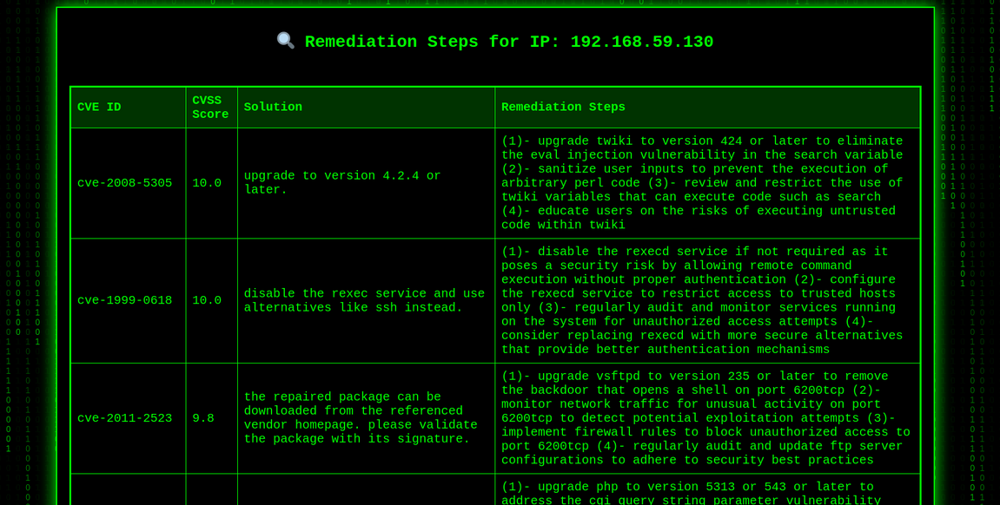 Remediation Steps for IP: 192.168.59.130
CVE ID
CVSS
Score
Solution
Remediation Steps
cve-2008-5305
10.0
upgrade to version 4.2.4 or
later.
(1)- upgrade twiki to version 424 or later to eliminate
the eval injection vulnerability in the search variable
(2)- sanitize user inputs to prevent the execution of
arbitrary perl code (3)- review and restrict the use of
twiki variables that can execute code such as search
(4)- educate users on the risks of executing untrusted
code within twiki
cve-1999-0618
10.0
disable the rexec service and use
alternatives like ssh instead.
(1)- disable the rexecd service if not required as it
poses a security risk by allowing remote command
execution without proper authentication (2)- configure
the rexecd service to restrict access to trusted hosts
only (3)- regularly audit and monitor services running
on the system for unauthorized access attempts (4)-
consider replacing rexecd with more secure alternatives
that provide better authentication mechanisms
cve-2011-2523
9.8
the repaired package can be
downloaded from the referenced
vendor homepage. please validate
the package with its signature.
(1)- upgrade vsftpd to version 235 or later to remove
the backdoor that opens a shell on port 6200tcp (2)-
monitor network traffic for unusual activity on port
6200tcp to detect potential exploitation attempts (3)-
implement firewall rules to block unauthorized access to
port 6200tcp (4)- regularly audit and update ftp server
configurations to adhere to security best practices
(1)- upgrade php to version 5313 or 543 or later to
address the cgi query string parameter vulnerability